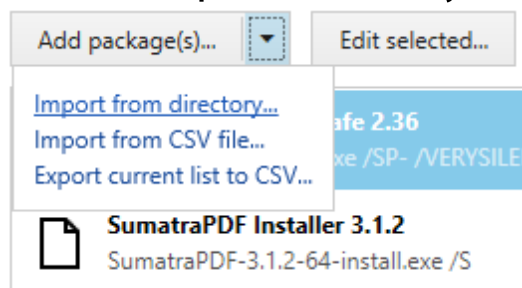 Add package(s)...
Edit selected...
Import from directory...
afe 2.36
Import from CSV file...
xe /SP- /VERYSILE
Export current list to CSV...
SumatraPDF Installer 3.1.2
SumatraPDF-3.1.2-64-install.exe /S